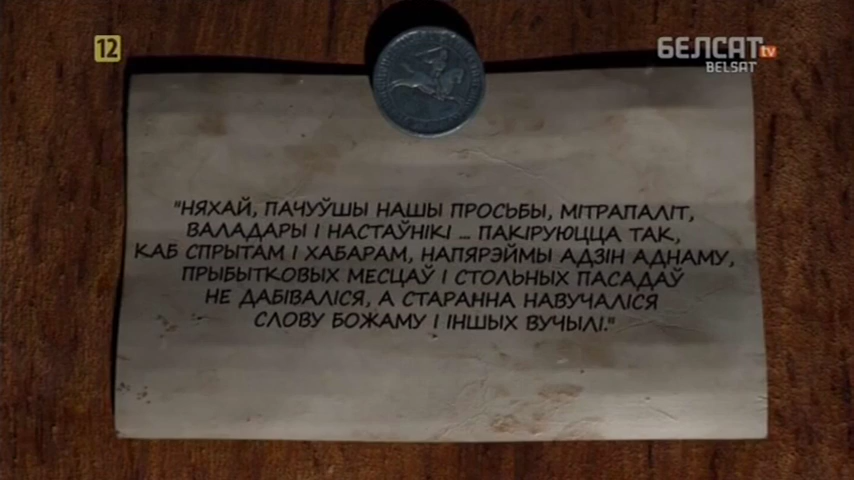 12
БЕЛСАТ tv
BELSAT
"НЯХАЙ, ПАЧУЎШЫ НАШЫ ПРОСЬБЫ, МІТРАПАЛІТ,
ВАЛАДАРЫ І НАСТАЎНІКІ ... ПАКІРУЮЦЦА ТАК,
КАБ СПРЫТАМ І ХАБАРАМ, НАПЯРЭЙМЫ АДЗІН АДНАМУ,
ПРЫБЫТКОВЫХ МЕСЦАЎ І СТОЛЬНЫХ ПАСАДАЎ
НЕ ДАБІВАЛІСЯ, А СТАРАННА НАВУЧАЛІСЯ
СЛОВУ БОЖАМУ І ІНШЫХ ВУЧЫЛІ."